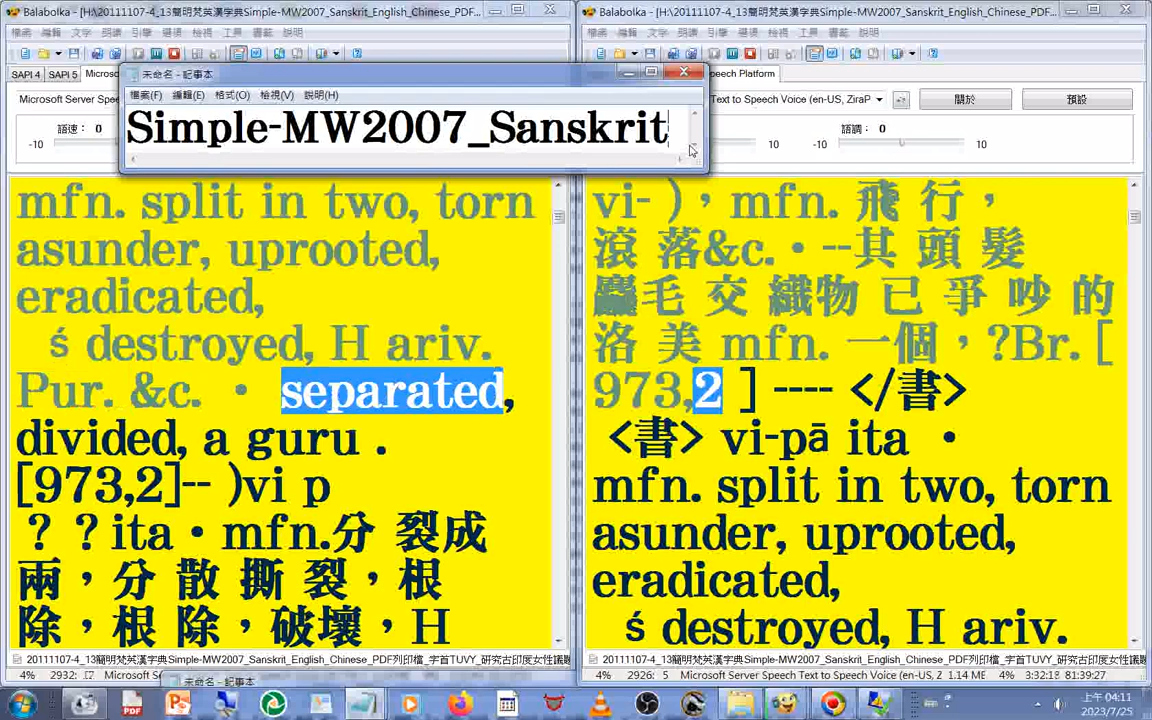 Balabolka - [H:\20111107-4_13簡明梵英漢字典Simple-MW2007_Sanskrit_English_Chinese_PDF...
Balabolka - [H:\20111107-4_13簡明梵英漢字典Simple-MW2007_Sanskrit_English_Chinese_PDF...
SAPI 4 SAPI 5 Microso
未命名 - 記事本
peech Platform
檔案(F) 編輯(E) 格式(O) 檢視(V) 說明(H)
Simple-MW2007_Sanskrit
Microsoft Server Spe
Text to Speech Voice (en-US, ZiraP
關於
預設
語速： 0
語調： 0
-10
10
-10
10
mfn. split in two, torn
asunder, uprooted,
eradicated,
ś destroyed, H ariv.
Pur. &c. • separated,
divided, a guru .
[973,2]-- )vi p
？？ita • mfn.分 裂成
兩，分 散 撕 裂，根
除，根 除，破壞，H
vi- )，mfn. 飛 行，
滾 落&c. • --其 頭 髮
麤毛 交 織物 已 爭 吵 的
洛 美 mfn. 一個，?Br. [
973,2 ] ---- </書>
<書> vi-pā ita •
mfn. split in two, torn
asunder, uprooted,
eradicated,
ś destroyed, H ariv.
20111107-4_13簡明梵英漢字典Simple-MW2007_Sanskrit_English_Chinese_PDF列印檔_字首TUVY_研究古印度女性議題
20111107-4_13簡明梵英漢字典Simple-MW2007_Sanskrit_English_Chinese_PDF列印檔_字首TUVY_研究古印度女性議題
4% 2932: 17 Microsoft S
未命名 - 記事本
4% 2926: 5 Microsoft Server Speech Text to Speech Voice (en-US 1.14 MB 4% 3:32:13 81:39:27
上午 04:11
2023/7/25